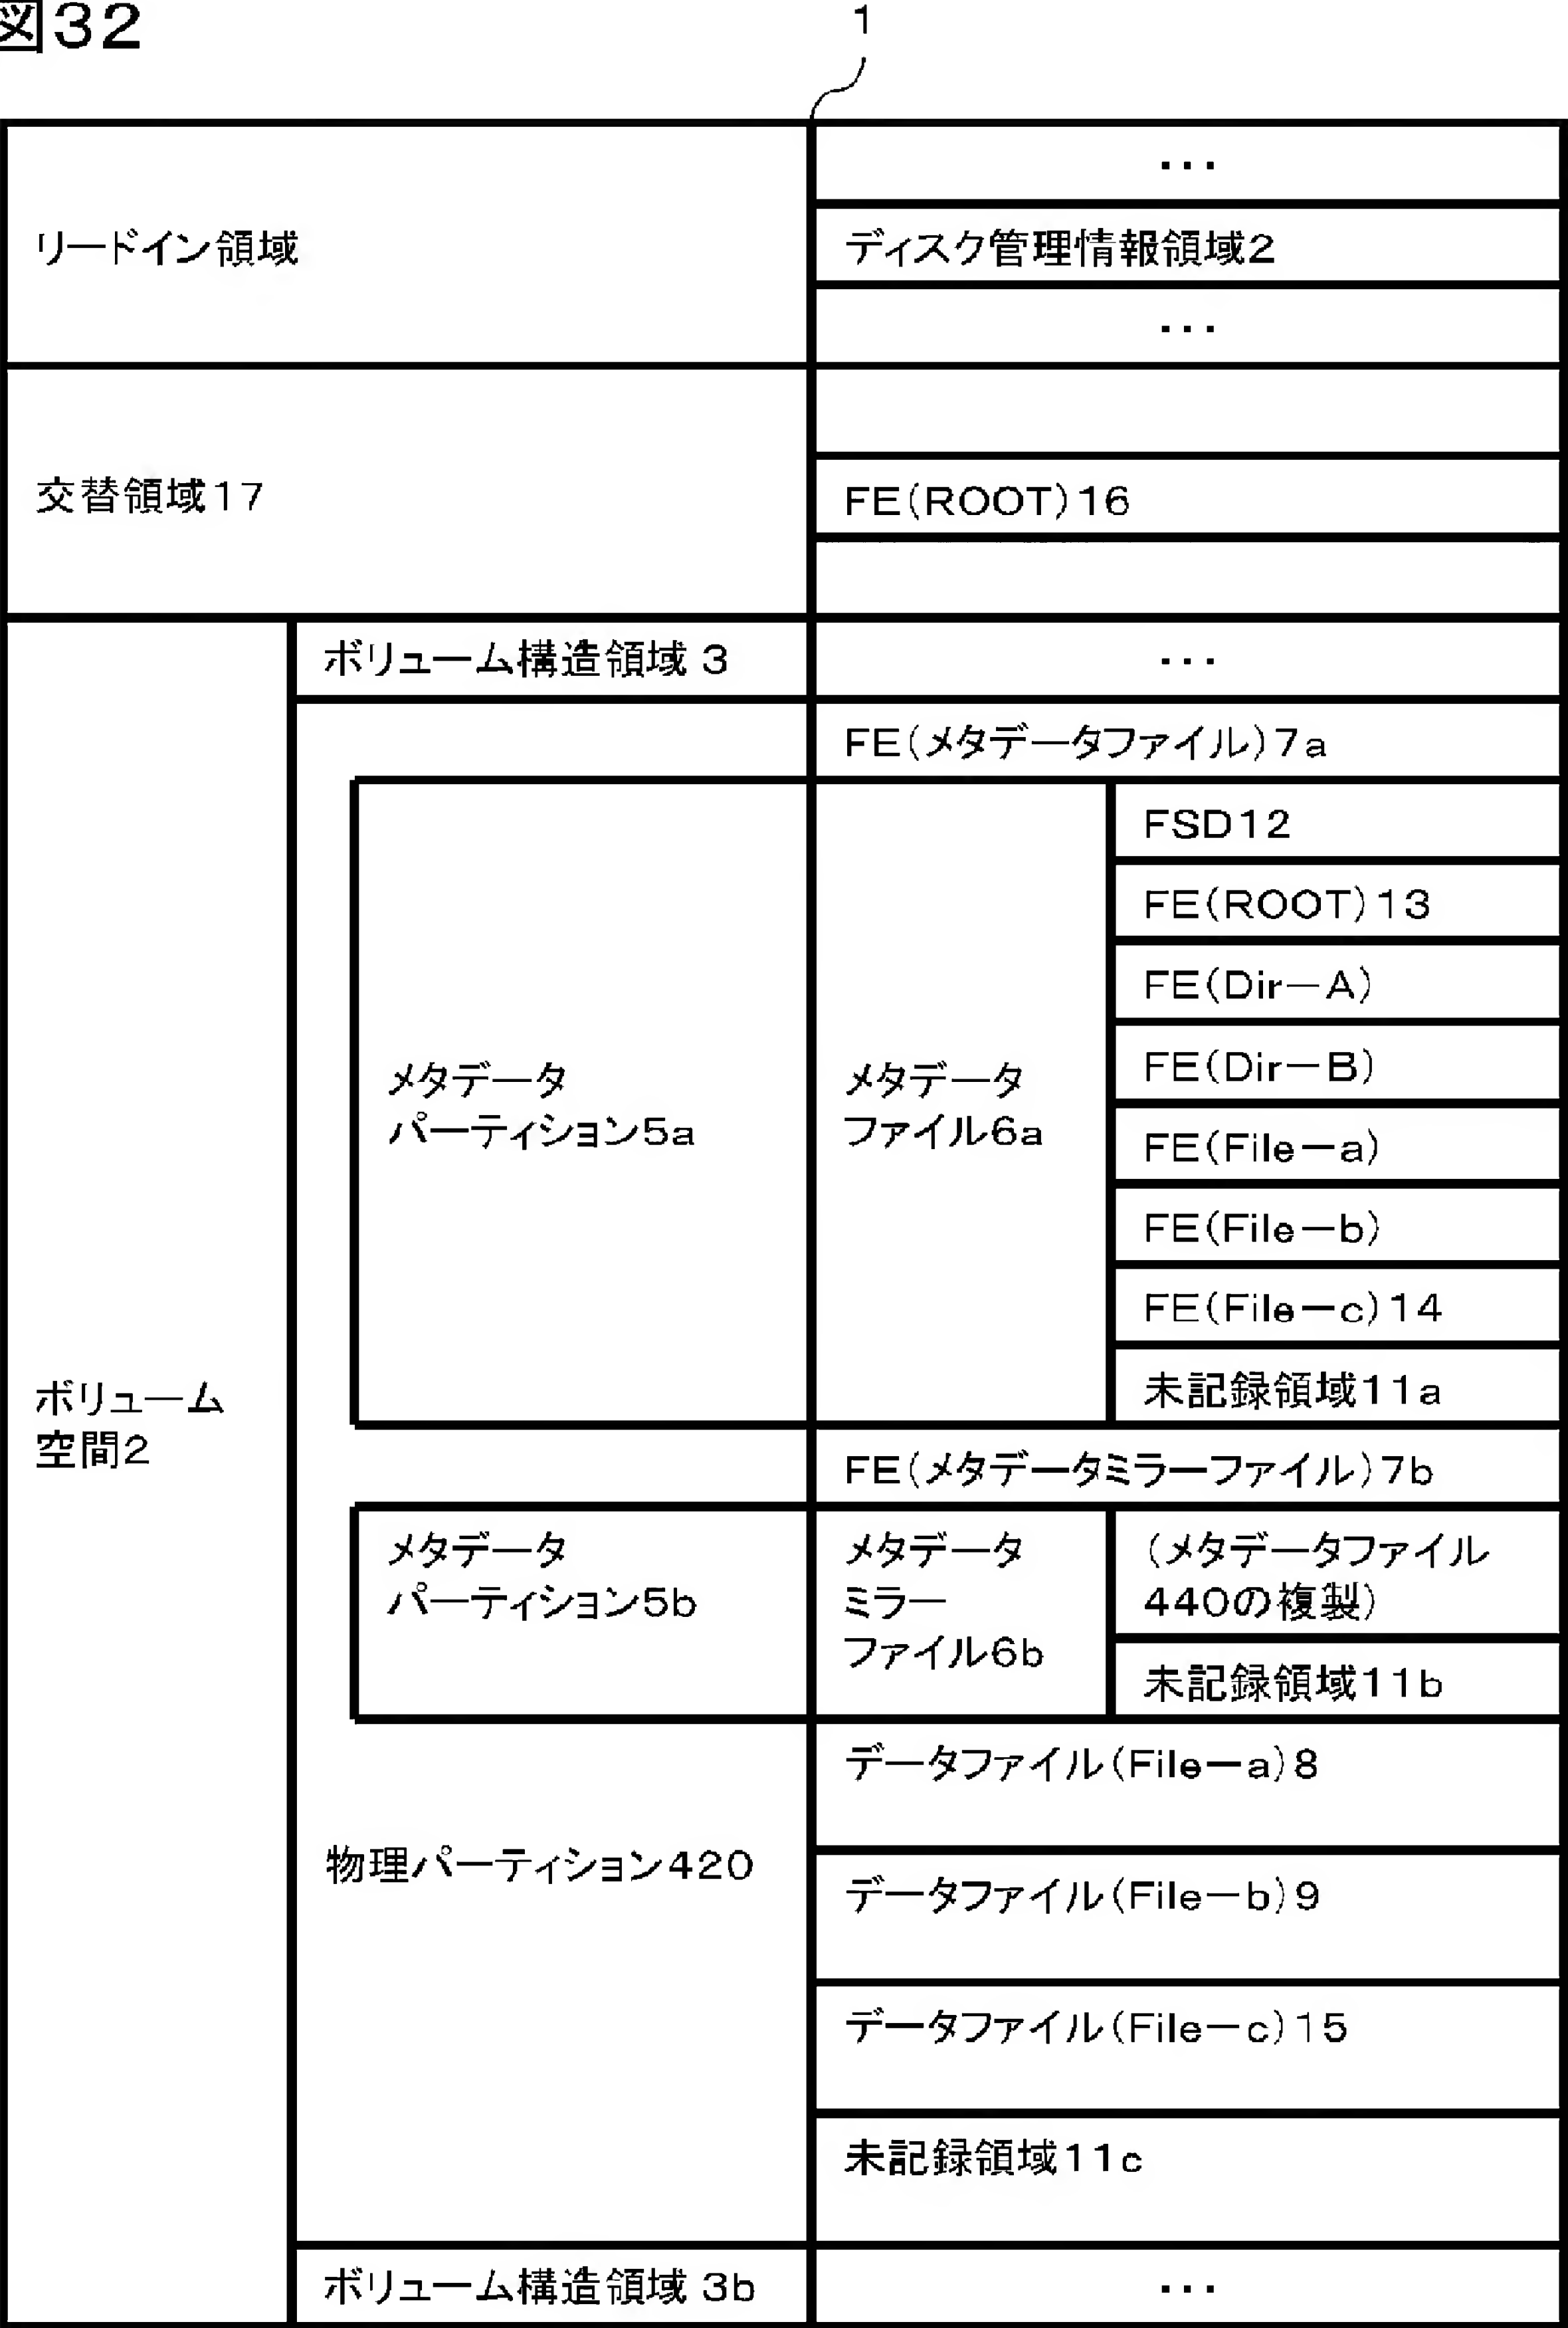 図32
1
・・・
リードイン領域
ディスク管理情報領域2
・・・
交替領域17
FE(ROOT)16
ボリューム構造領域 3
・・・
FE(メタデータファイル)7a
メタデータ
パーティション5a
メタデータ
ファイル6a
FSD12
FE(ROOT)13
FE(Dir－A)
FE(Dir－B)
FE(File－a)
FE(File－b)
FE(File－c)14
未記録領域11a
ボリューム
空間2
FE(メタデータミラーファイル)7b
メタデータ
パーティション5b
メタデータ
ミラー
ファイル6b
(メタデータファイル
440の複製)
未記録領域11b
物理パーティション420
データファイル(File－a)8
データファイル(File－b)9
データファイル(File－c)15
未記録領域11c
ボリューム構造領域 3b
・・・